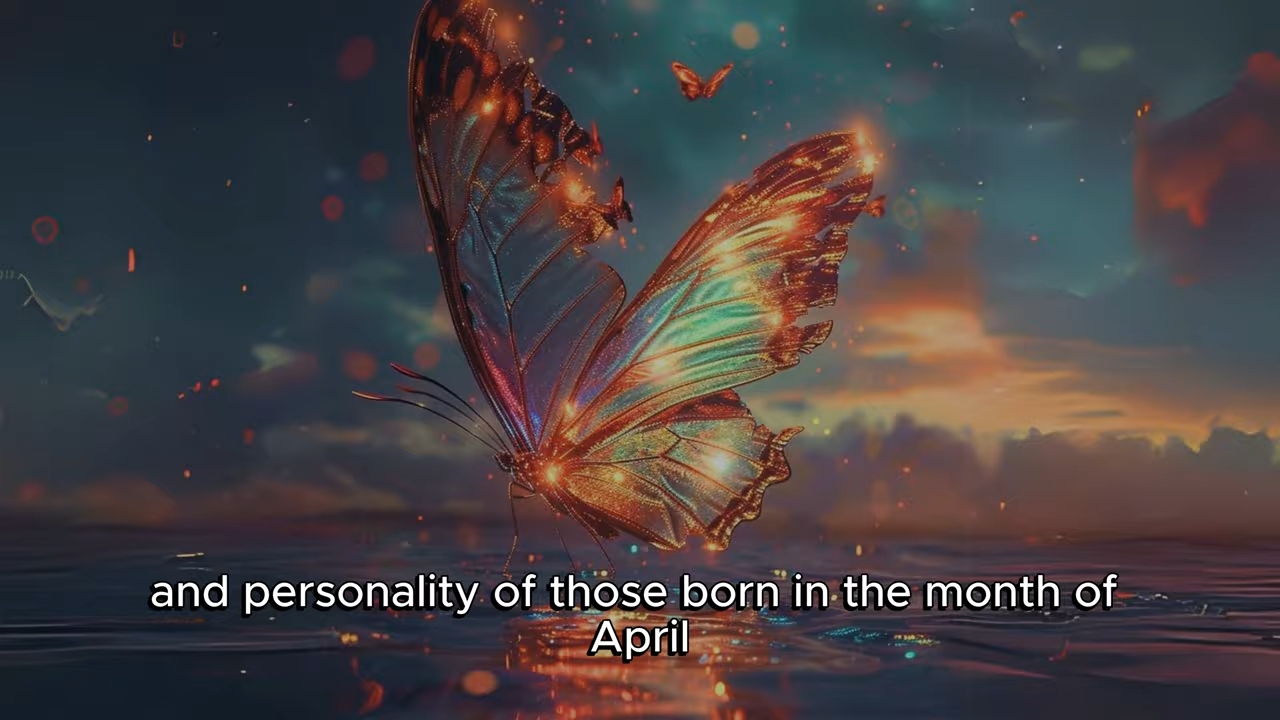 and personality of those born in the month of
April